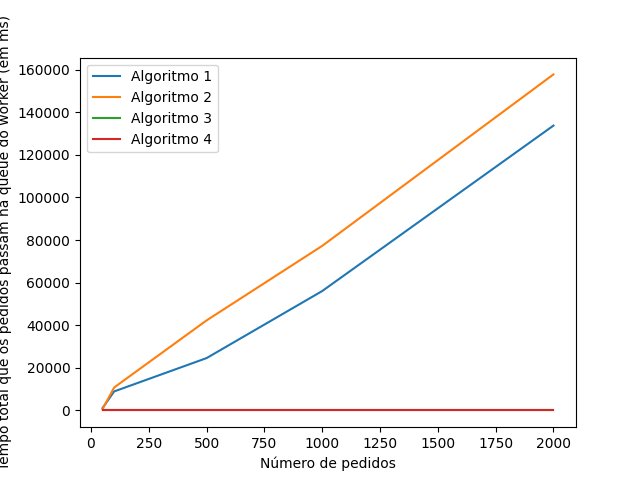 Tempo total que os pedidos passam na queue do worker (em ms)
160000
140000
120000
100000
80000
60000
40000
20000
0
Algoritmo 1
Algoritmo 2
Algoritmo 3
Algoritmo 4
0 250 500 750 1000 1250 1500 1750 2000
Número de pedidos